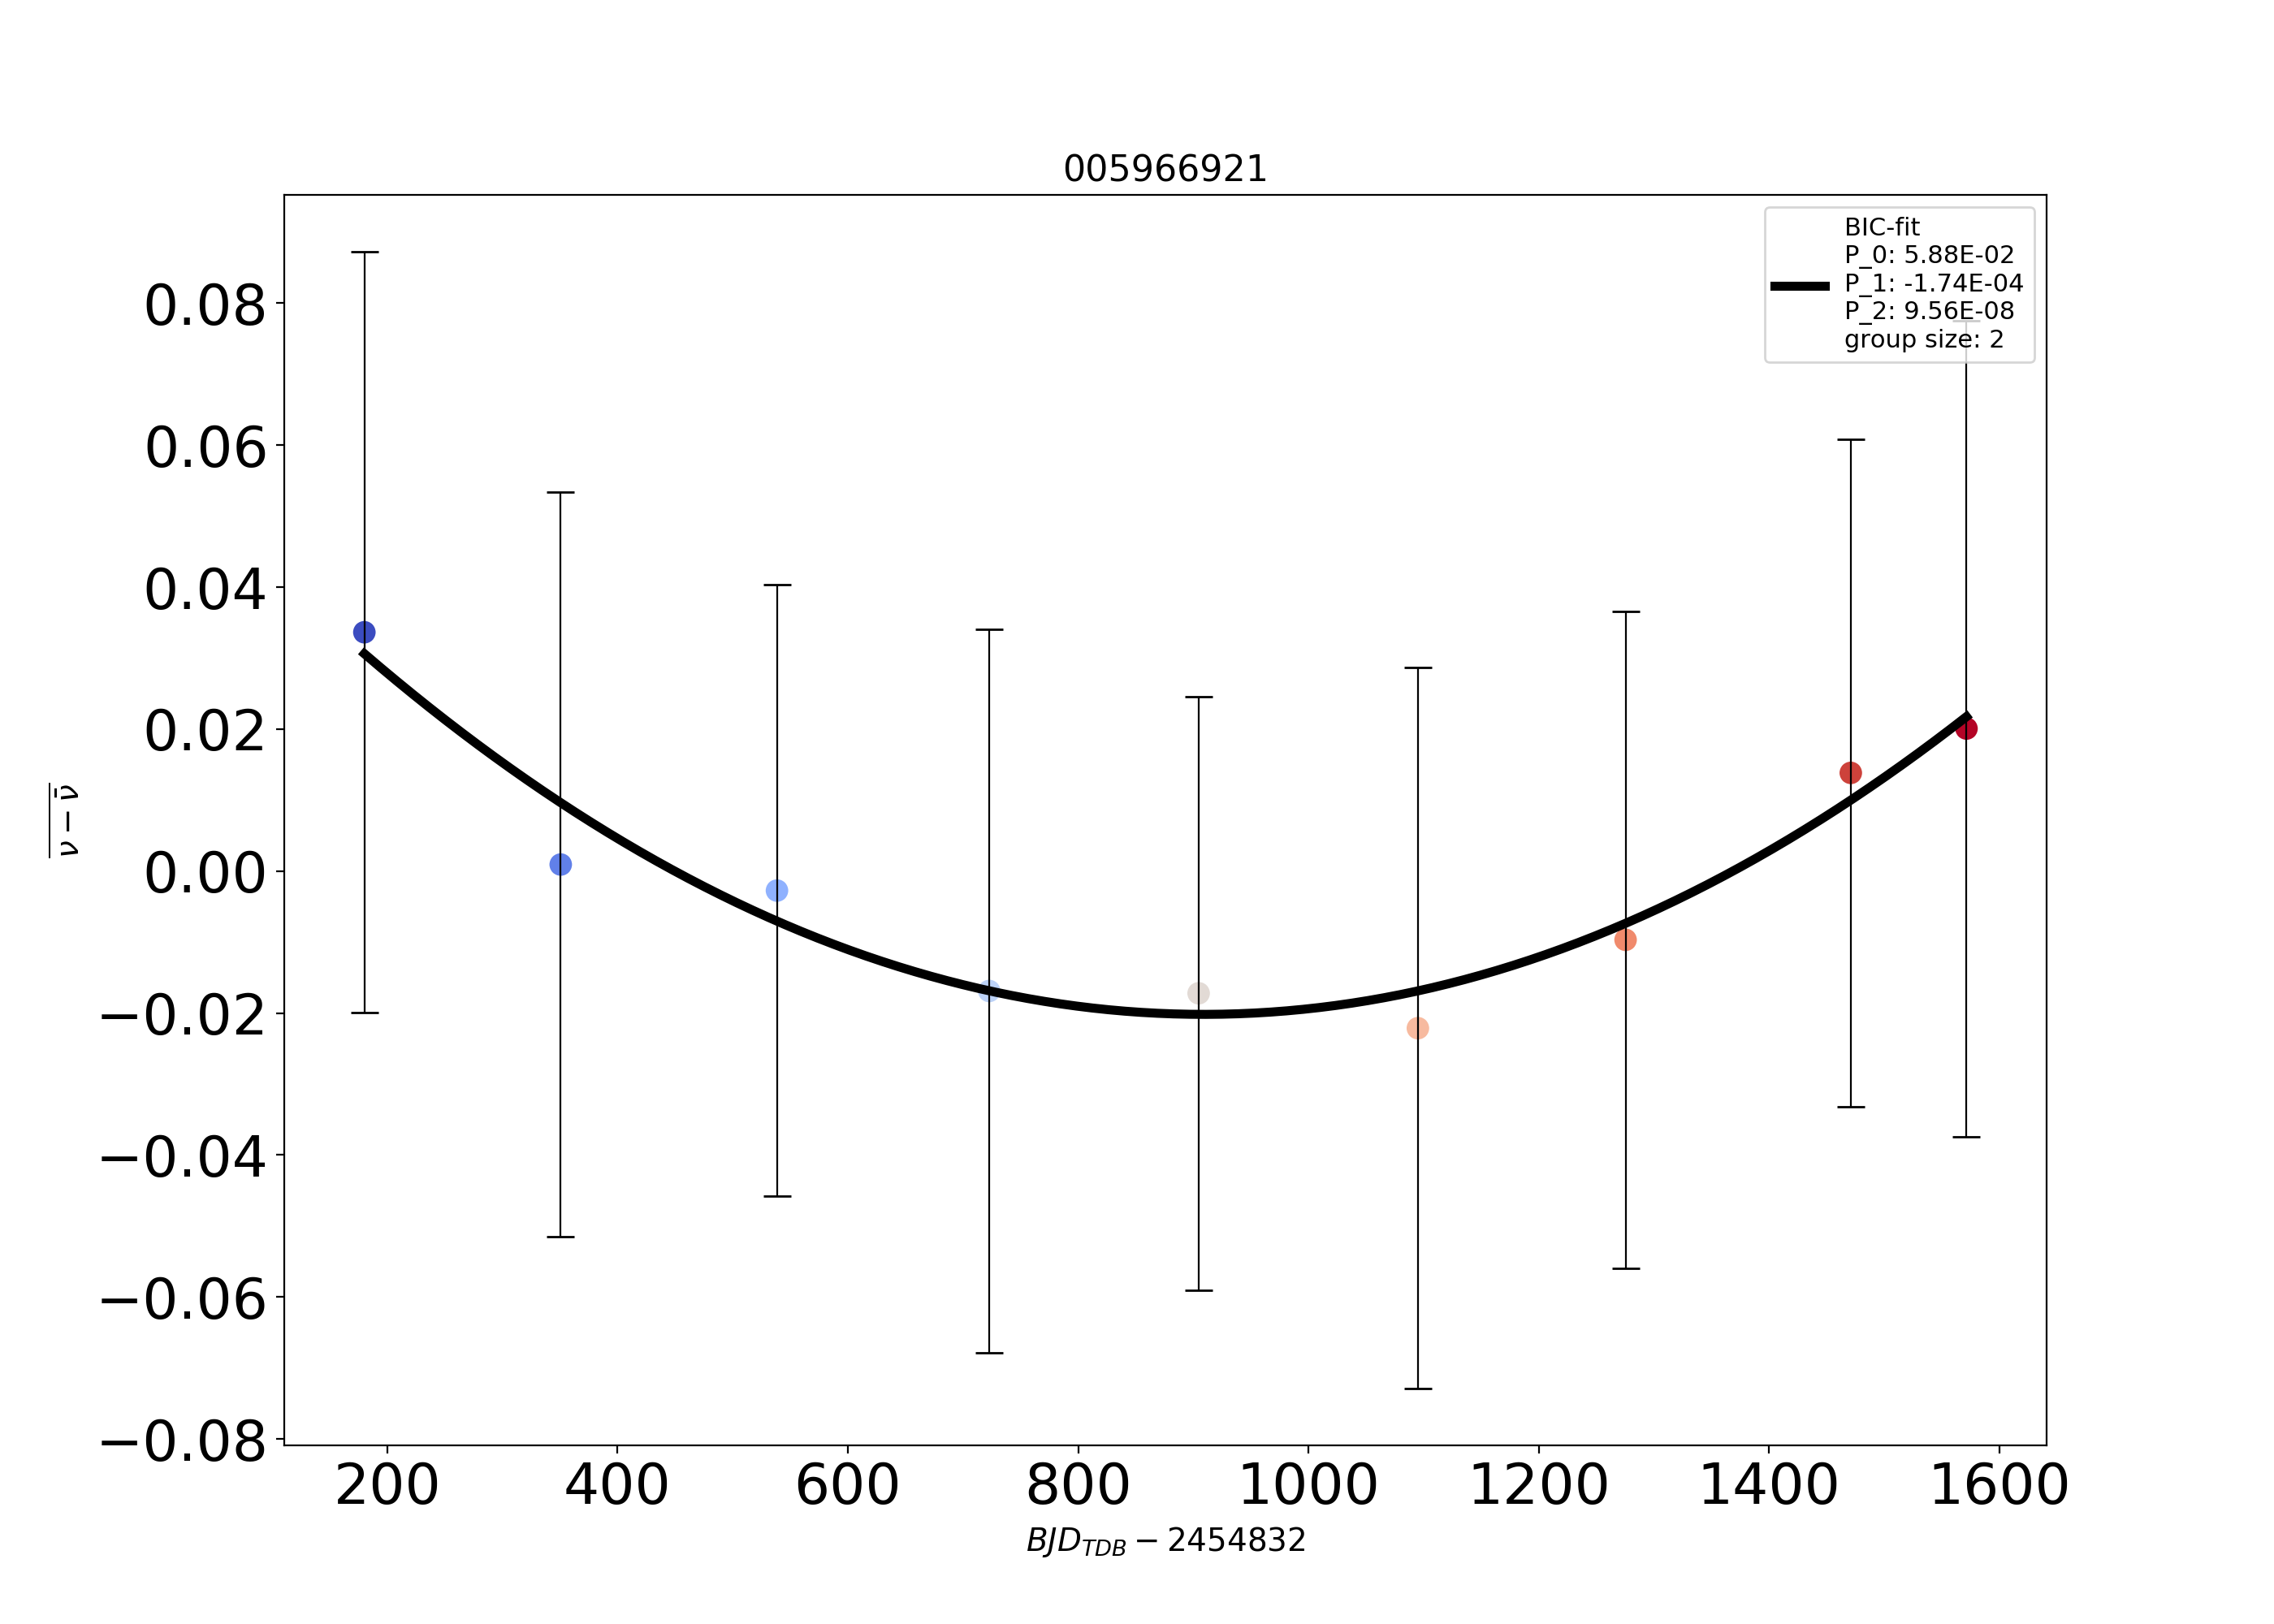 005966921
BIC-fit
P_0: 5.88E-02
P_1: -1.74E-04
P_2: 9.56E-08
group size: 2
0.08
0.06
0.04
0.02
0.00
−0.02
−0.04
−0.06
−0.08
ν − ν̄
200 400 600 800 1000 1200 1400 1600
BJD_TDB − 2454832